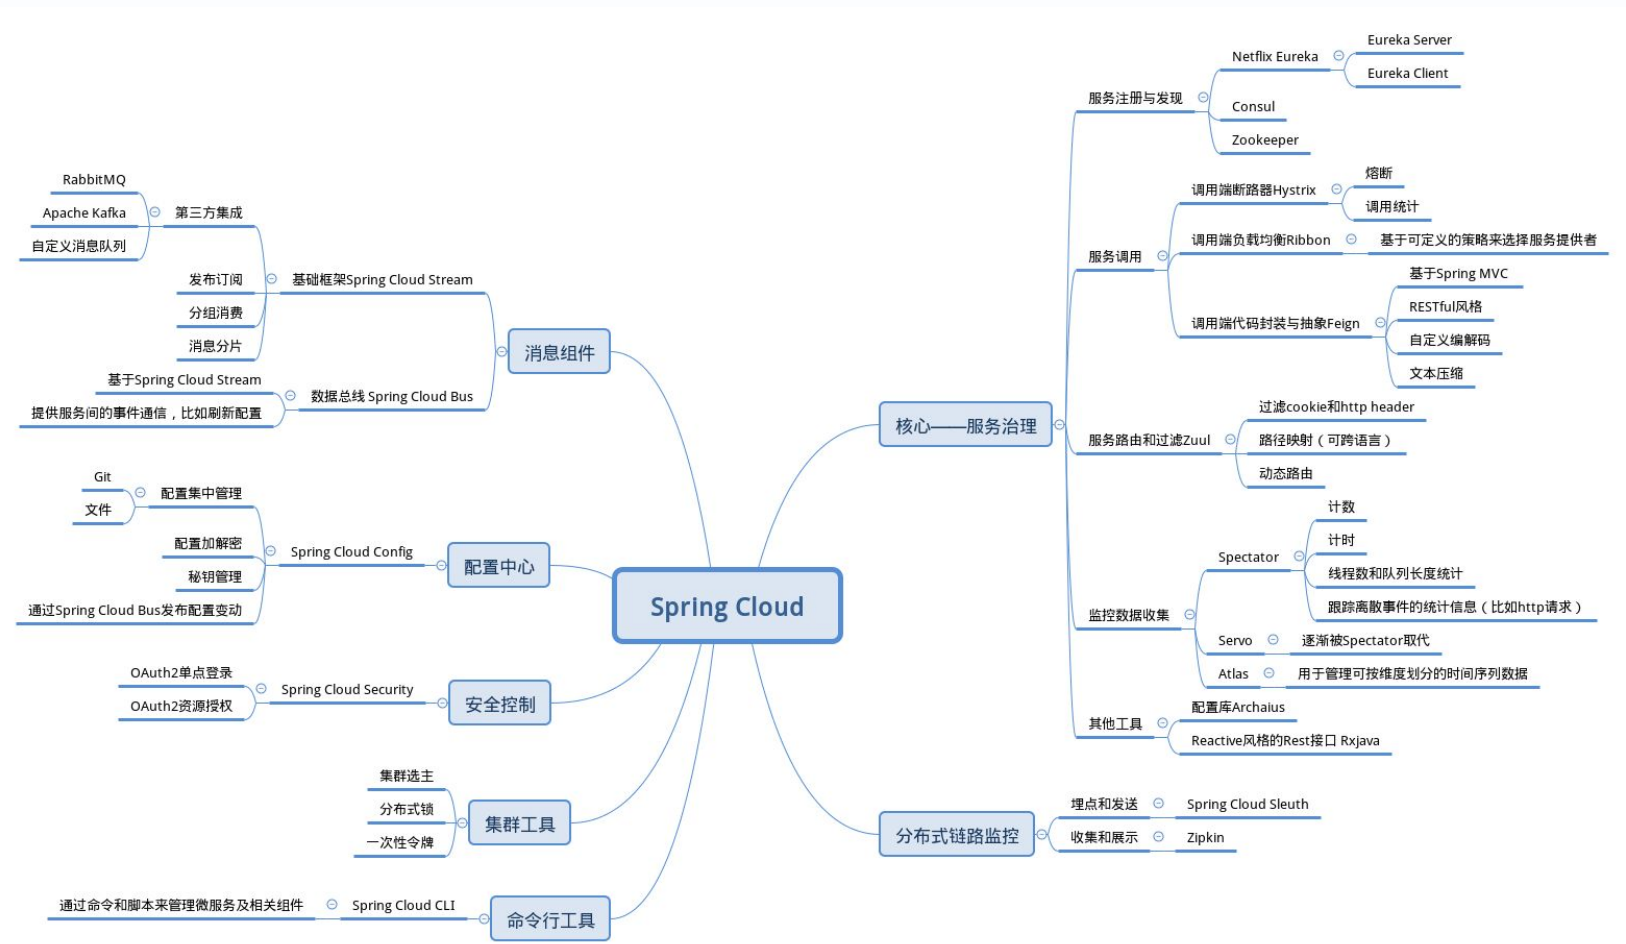 Spring Cloud
核心——服务治理
服务注册与发现
Netflix Eureka
Eureka Server
Eureka Client
Consul
Zookeeper
服务调用
调用端断路器Hystrix
熔断
调用统计
调用端负载均衡Ribbon
基于可定义的策略来选择服务提供者
调用端代码封装与抽象Feign
基于Spring MVC
RESTful风格
自定义编解码
文本压缩
服务路由和过滤Zuul
过滤cookie和http header
路径映射（可跨语言）
动态路由
监控数据收集
Spectator
计数
计时
线程数和队列长度统计
跟踪离散事件的统计信息（比如http请求）
Servo
逐渐被Spectator取代
Atlas
用于管理可按维度划分的时间序列数据
其他工具
配置库Archaius
Reactive风格的Rest接口 Rxjava
分布式链路监控
埋点和发送
Spring Cloud Sleuth
收集和展示
Zipkin
消息组件
基础框架Spring Cloud Stream
第三方集成
RabbitMQ
Apache Kafka
自定义消息队列
发布订阅
分组消费
消息分片
数据总线 Spring Cloud Bus
基于Spring Cloud Stream
提供服务间的事件通信，比如刷新配置
配置中心
Spring Cloud Config
配置集中管理
Git
文件
配置加解密
秘钥管理
通过Spring Cloud Bus发布配置变动
安全控制
Spring Cloud Security
OAuth2单点登录
OAuth2资源授权
集群工具
集群选主
分布式锁
一次性令牌
命令行工具
Spring Cloud CLI
通过命令和脚本来管理微服务及相关组件